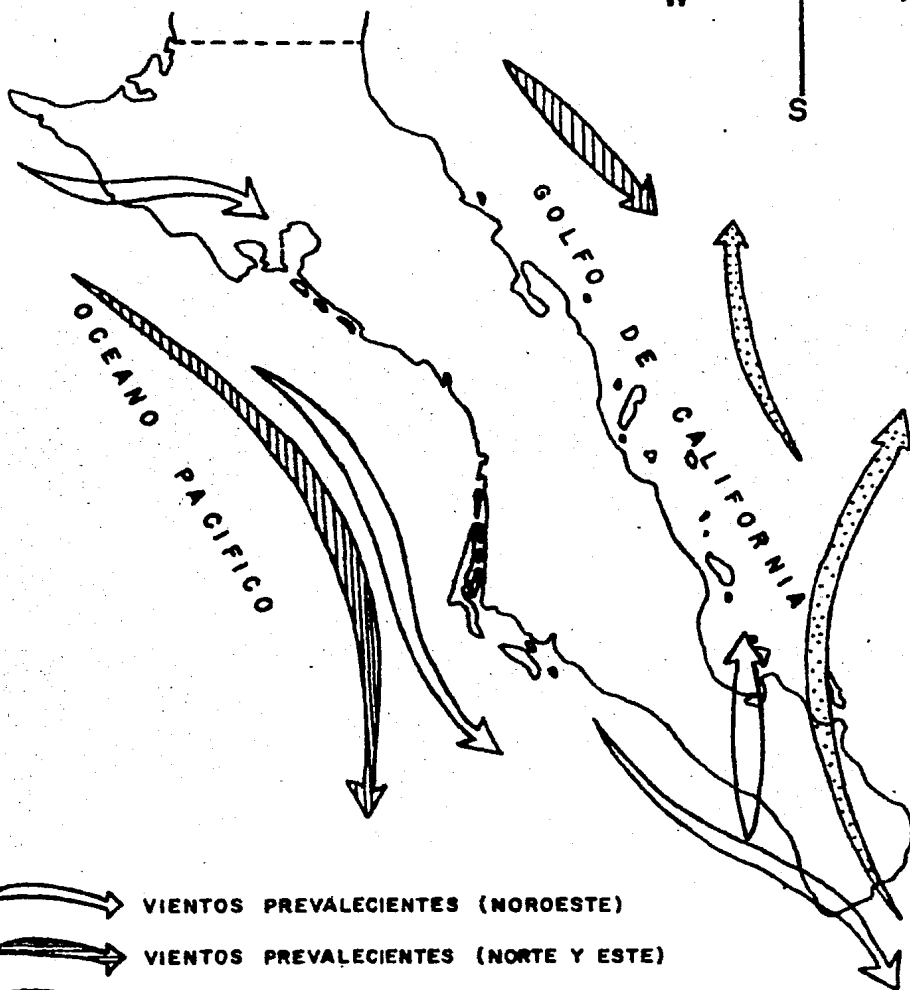 S
GOLFO DE CALIFORNIA
OCEANO PACIFICO
VIENTOS PREVALECIENTES (NOROESTE)
VIENTOS PREVALECIENTES (NORTE Y ESTE)